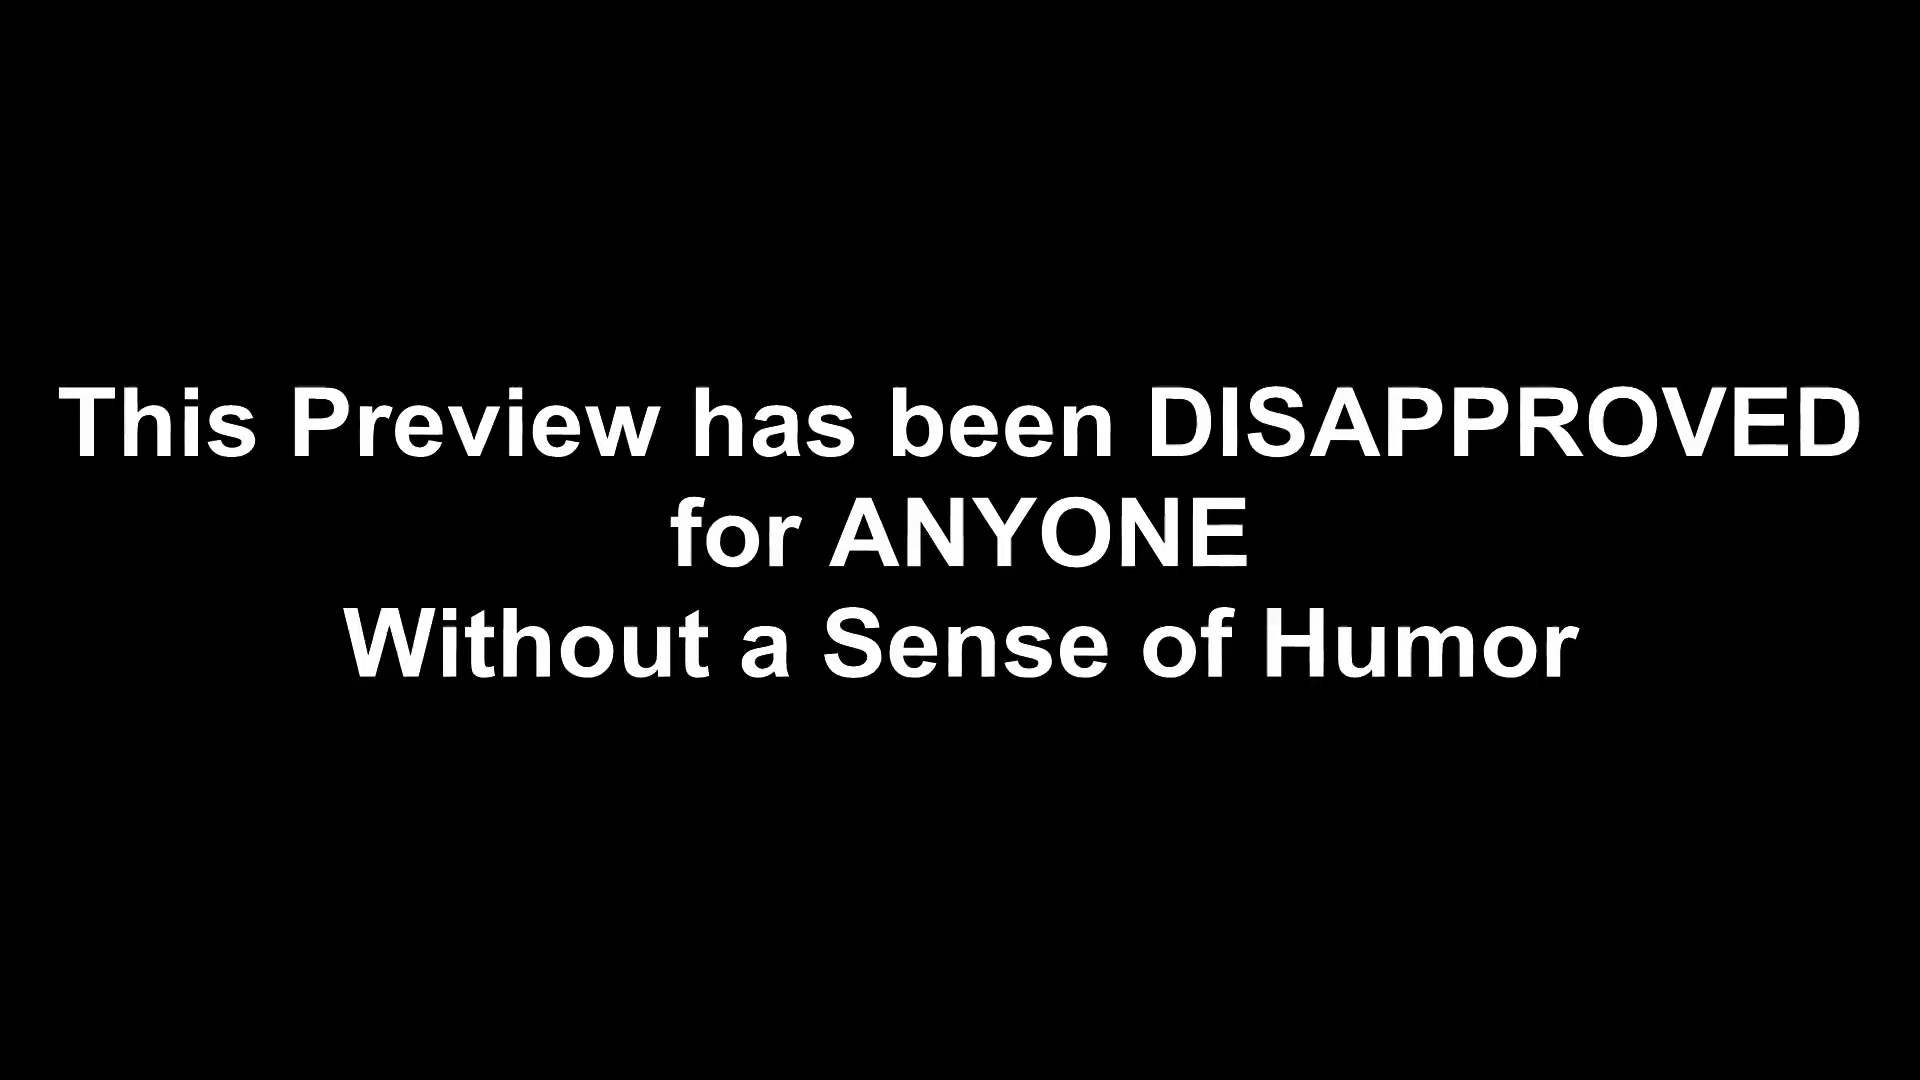 This Preview has been DISAPPROVED
for ANYONE
Without a Sense of Humor